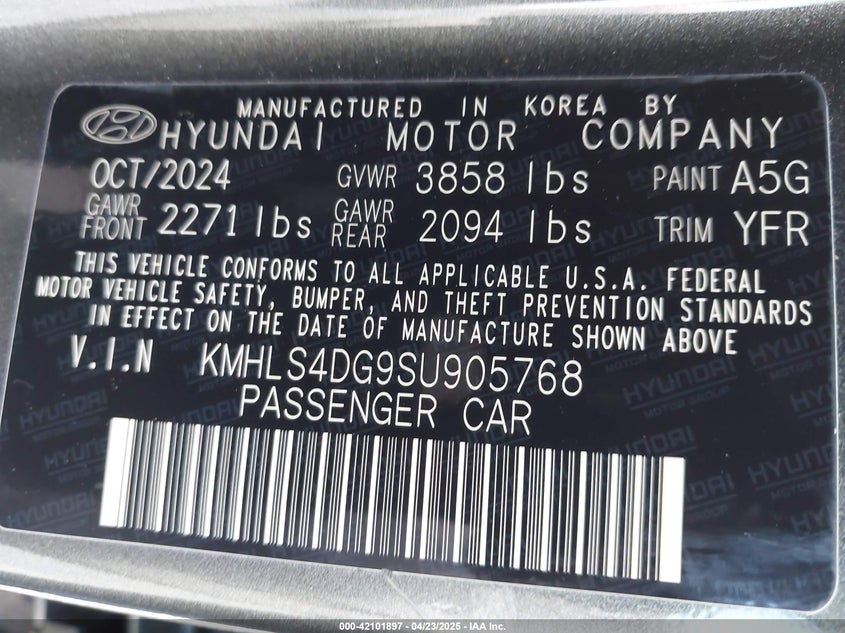 MANUFACTURED IN KOREA BY
HYUNDAI MOTOR COMPANY
OCT/2024 GVWR 3858 lbs PAINT A5G
GAWR FRONT 2271 lbs GAWR REAR 2094 lbs TRIM YFR
THIS VEHICLE CONFORMS TO ALL APPLICABLE U.S.A. FEDERAL
MOTOR VEHICLE SAFETY, BUMPER, AND THEFT PREVENTION STANDARDS
IN EFFECT ON THE DATE OF MANUFACTURE SHOWN ABOVE
V.I.N KMHLS4DG9SU905768
PASSENGER CAR
000-42101897 - 04/23/2025 - IAA Inc.